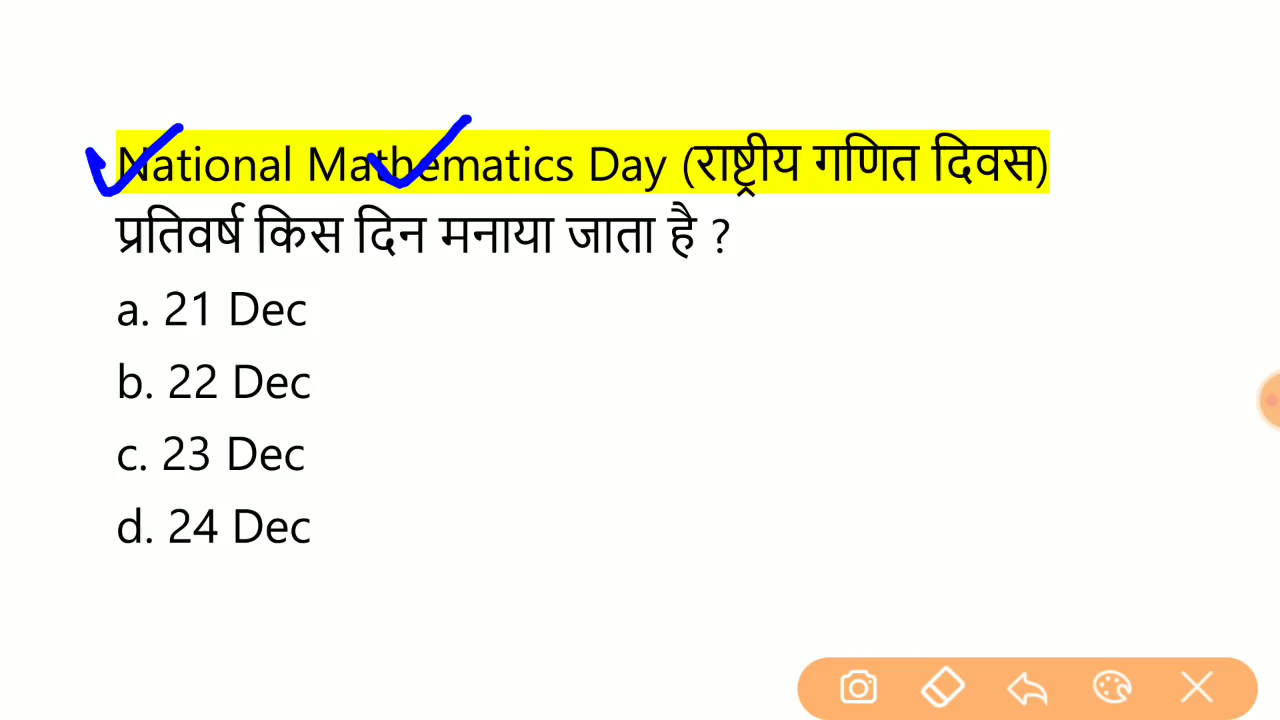 National Mathematics Day (राष्ट्रीय गणित दिवस)
प्रतिवर्ष किस दिन मनाया जाता है ?
a. 21 Dec
b. 22 Dec
c. 23 Dec
d. 24 Dec